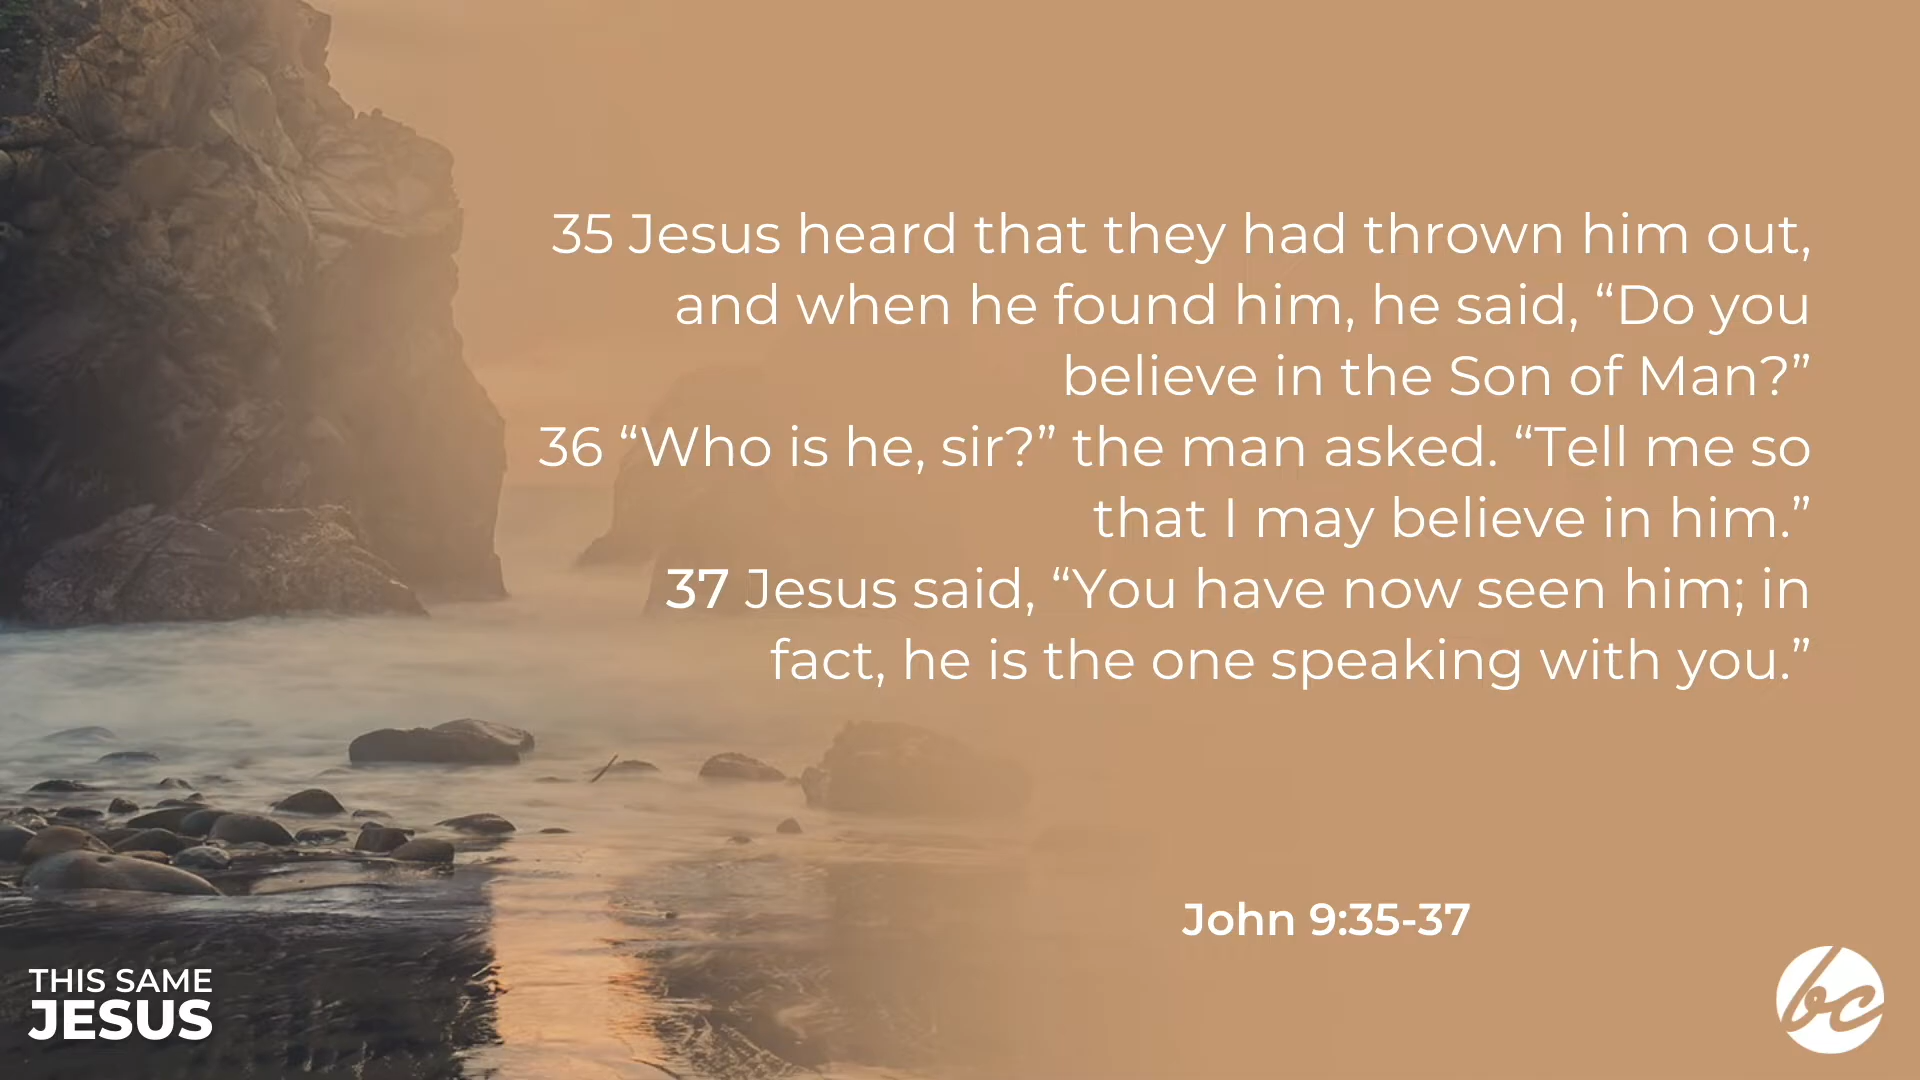 35 Jesus heard that they had thrown him out,
and when he found him, he said, “Do you
believe in the Son of Man?”
36 “Who is he, sir?” the man asked. “Tell me so
that I may believe in him.”
37 Jesus said, “You have now seen him; in
fact, he is the one speaking with you.”
John 9:35-37
THIS SAME
JESUS
bc